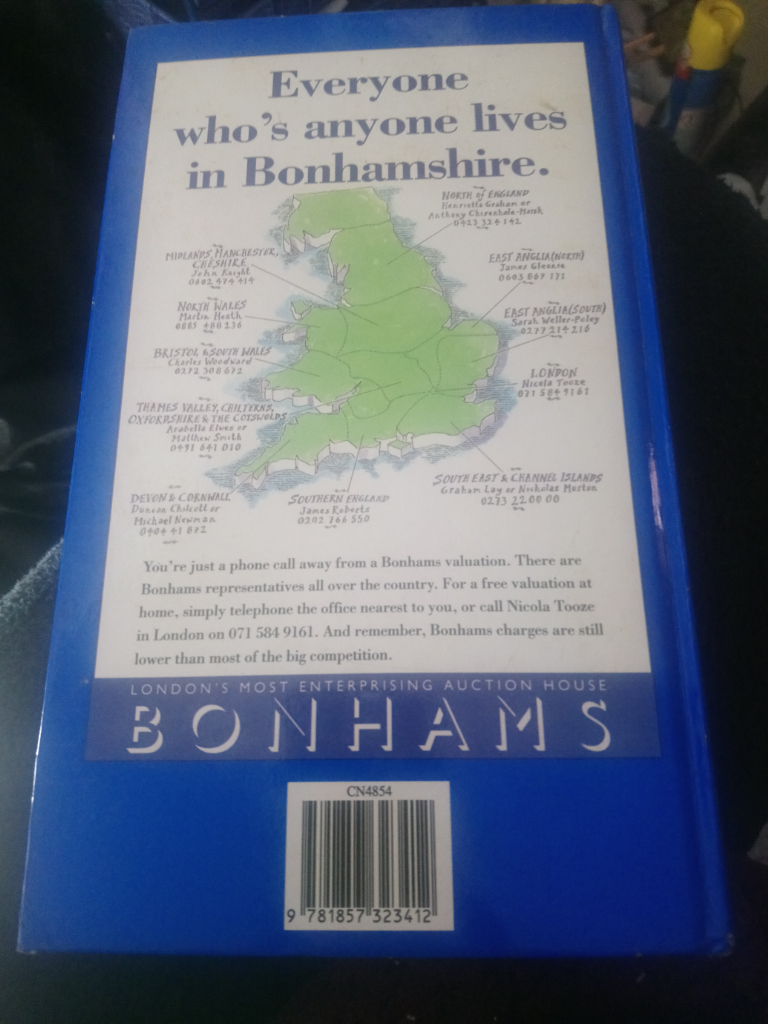 Everyone
who's anyone lives
in Bonhamshire.
NORTH of ENGLAND
Henrietta Graham or
Anthony
0423 324 142
MIDLANDS, MANCHESTER,
CHESHIRE
John Knight
0602 474 414
EAST ANGLIA (NORTH)
James Glennie
0603 867 171
NORTH WALES
Martin Heath
0885 488 236
EAST ANGLIA (SOUTH)
Sarah Weller-Poley
0277 214 216
BRISTOL & SOUTH WALES
Charles Woodward
0272 308 672
LONDON
Nicola Tooze
071 584 9161
THAMES VALLEY, CHILTERNS,
OXFORDSHIRE & THE COTSWOLDS
Arabella Elwes or
Matthew Smith
0491 641 010
DEVON & CORNWALL
Duncan Chilcott or
Michael Newman
0404 41 872
SOUTHERN ENGLAND
James Roberts
0202 766 550
SOUTH EAST & CHANNEL ISLANDS
Graham Lay or Nicholas Merton
0273 22 00 00
You're just a phone call away from a Bonhams valuation. There are
Bonhams representatives all over the country. For a free valuation at
home, simply telephone the office nearest to you, or call Nicola Tooze
in London on 071 584 9161. And remember, Bonhams charges are still
lower than most of the big competition.
LONDON'S MOST ENTERPRISING AUCTION HOUSE
BONHAMS
CN4854
9 781857 323412